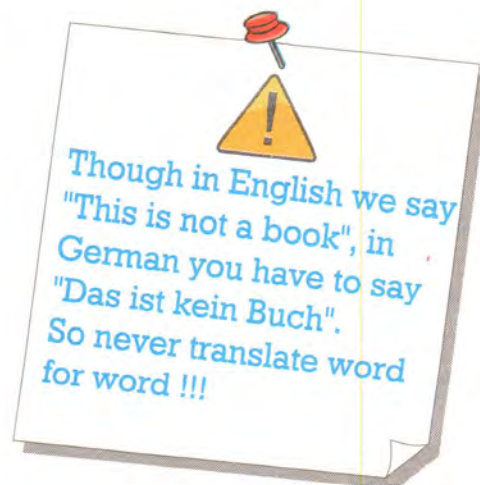 Though in English we say
"This is not a book", in
German you have to say
"Das ist kein Buch".
So never translate word
for word !!!